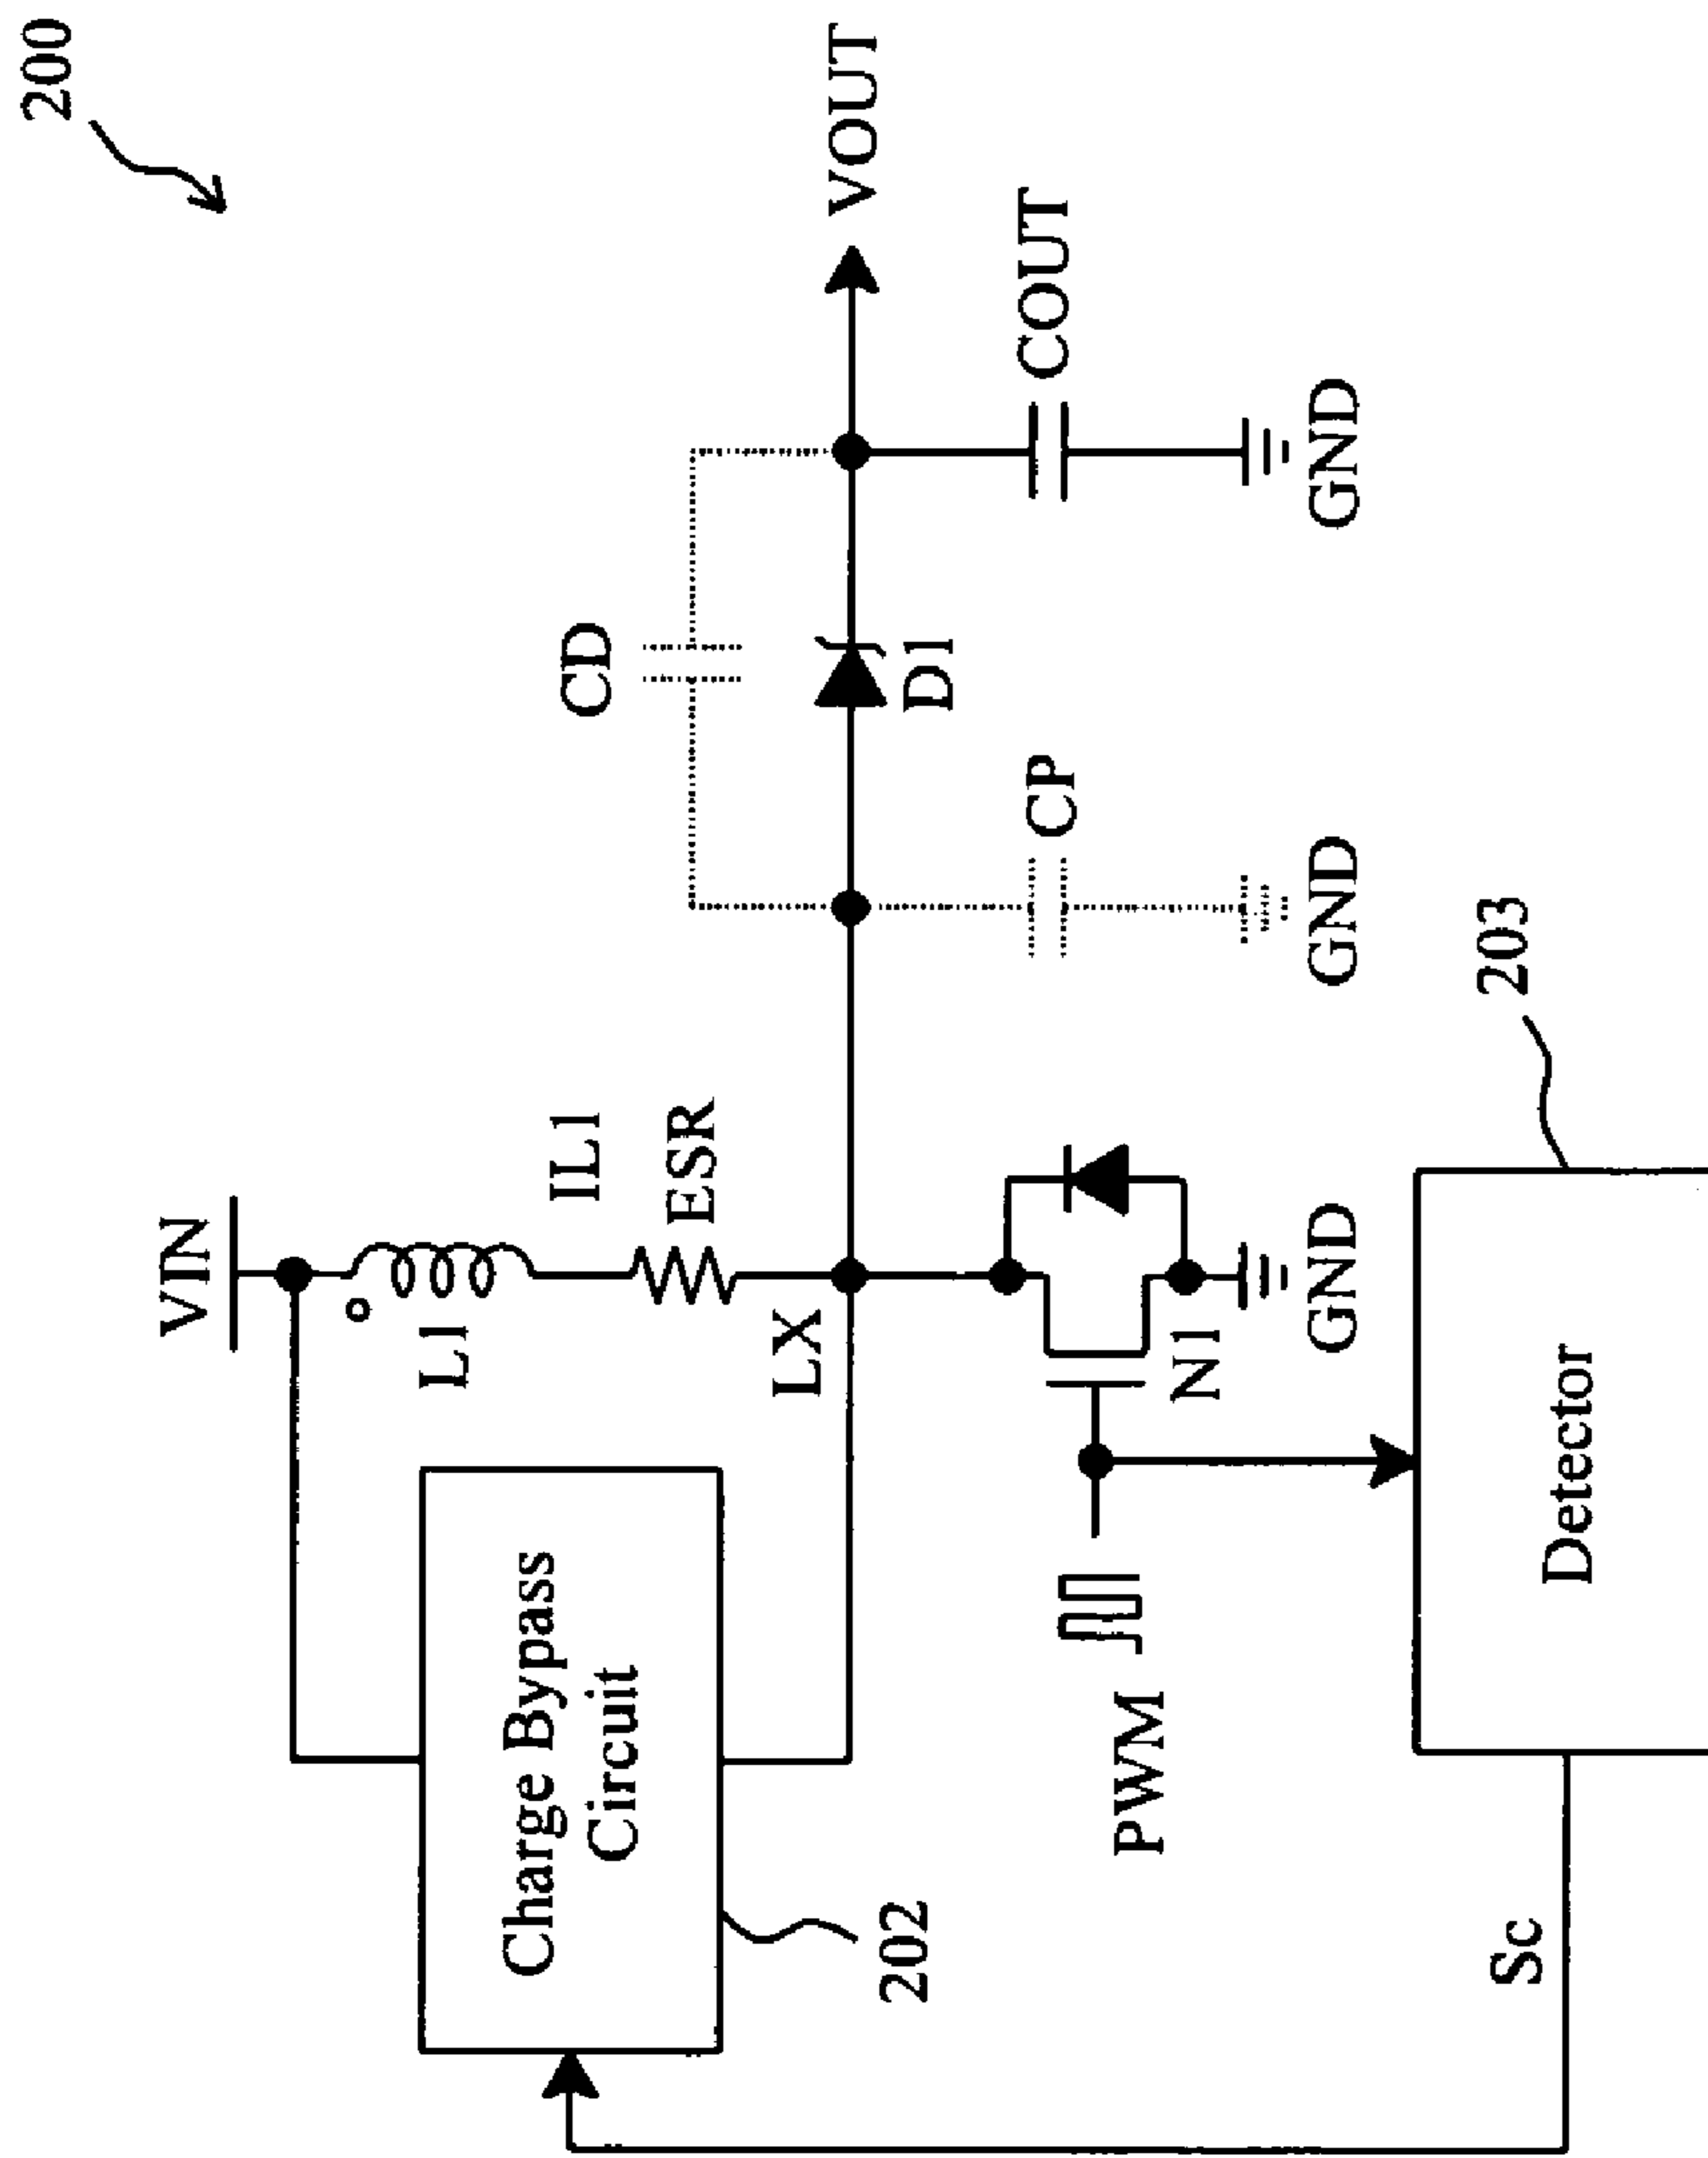 200
VIN
L1
IL1
ESR
LX
Charge Bypass
Circuit
202
CD
D1
VOUT
COUT
GND
CP
GND
N1
GND
PWM
Detector
203
Sc